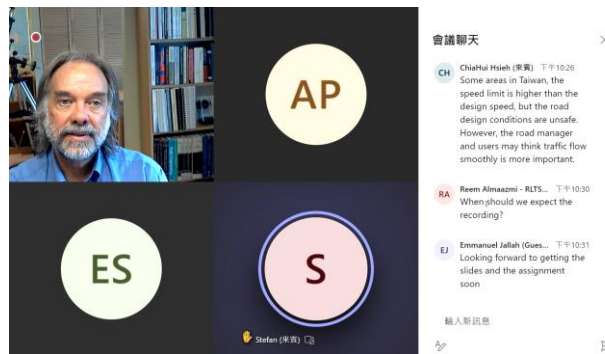 AP
ES
S
Stefan (來賓)
會議聊天
CH
ChiaHui Hsieh (來賓) 下午10:26
Some areas in Taiwan, the
speed limit is higher than the
design speed, but the road
design conditions are unsafe.
However, the road manager
and users may think traffic flow
smoothly is more important.
RA
Reem Almaazmi - RLTS... 下午10:30
When should we expect the
recording?
EJ
Emmanuel Jallah (Gues... 下午10:31
Looking forward to getting the
slides and the assignment
soon
輸入新訊息